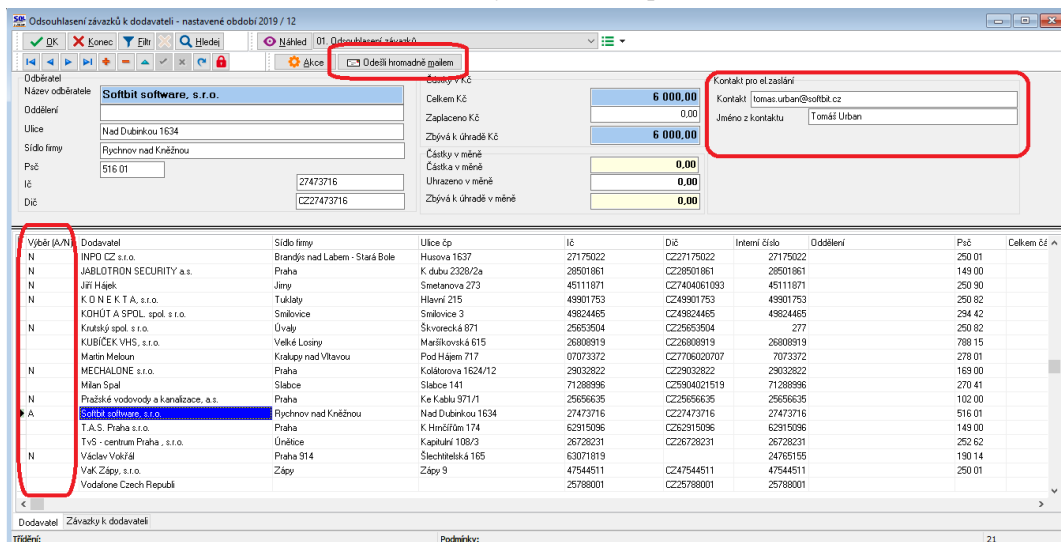 Odsouhlasení závazků k dodavateli - nastavené období 2019 / 12
OK Konec Filtr Hledej Náhled 01. Odsouhlasení závazků
Akce Odešli hromadně mailem
Odběratel
Název odběratele Softbit software, s.r.o.
Oddělení
Ulice Nad Dubinkou 1634
Sídlo firmy Rychnov nad Kněžnou
Psč 516 01
Ič 27473716
Dič CZ27473716
Částky v Kč
Celkem Kč 6 000,00
Zaplaceno Kč 0,00
Zbývá k úhradě Kč 6 000,00
Částky v měně
Částka v měně 0,00
Uhrazeno v měně 0,00
Zbývá k úhradě v měně 0,00
Kontakt pro el.zaslání
Kontakt tomas.urban@softbit.cz
Jméno z kontaktu Tomáš Urban
Výběr (A/N) Dodavatel Sídlo firmy Ulice čp Ič Dič Interní číslo Oddělení Psč Celkem čá
N INPO CZ s.r.o. Brandýs nad Labem - Stará Bole Husova 1637 27175022 CZ27175022 27175022 250 01
N JABLOTRON SECURITY a.s. Praha K dubu 2328/2a 28501861 CZ28501861 28501861 149 00
N Jiří Hájek Jirny Smetanova 273 45111871 CZ7404061093 45111871 250 90
N K O N E K T A, s.r.o. Tuklaty Hlavní 215 49901753 CZ49901753 49901753 250 82
KOHÚT A SPOL. spol. s r.o. Smilovice Smilovice 3 49824465 CZ49824465 49824465 294 42
N Krutský spol. s r.o. Úvaly Škvorecká 871 25653504 CZ25653504 277 250 82
KUBÍČEK VHS, s.r.o. Velké Losiny Maršíkovská 615 26808919 CZ26808919 26808919 788 15
Martin Meloun Kralupy nad Vltavou Pod Hájem 717 07073372 CZ7706020707 7073372 278 01
N MECHALONE s.r.o. Praha Kolátorova 1624/12 29032822 CZ29032822 29032822 169 00
Milan Spal Slabce Slabce 141 71288996 CZ5904021519 71288996 270 41
N Pražské vodovody a kanalizace, a.s. Praha Ke Kablu 971/1 25656635 CZ25656635 25656635 102 00
A Softbit software, s.r.o. Rychnov nad Kněžnou Nad Dubinkou 1634 27473716 CZ27473716 27473716 516 01
T.A.S. Praha s.r.o. Praha K Hrnčířům 174 62915096 CZ62915096 62915096 149 00
TvS - centrum Praha , s.r.o. Únětice Kapitulní 108/3 26728231 CZ26728231 26728231 252 62
N Václav Vokřál Praha 914 Šlechtitelská 165 63071819 24765155 190 14
VaK Zápy, s.r.o. Zápy Zápy 9 47544511 CZ47544511 47544511 250 01
Vodafone Czech Republi 25788001 CZ25788001 25788001
Dodavatel Závazky k dodavateli
Třídění: Podmínky: 21